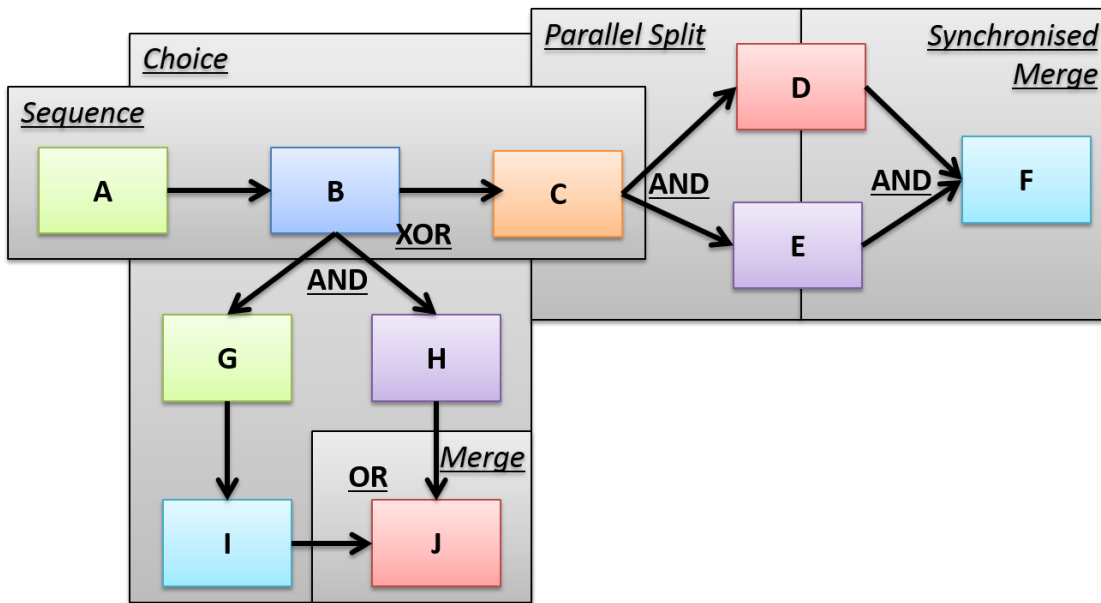 Parallel Split
Synchronised
Merge
Choice
Sequence
D
A
B
C
AND
AND
F
XOR
E
AND
G
H
Merge
OR
I
J